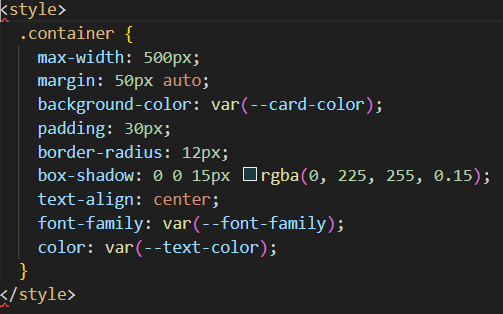 <style>
.container {
max-width: 500px;
margin: 50px auto;
background-color: var(--card-color);
padding: 30px;
border-radius: 12px;
box-shadow: 0 0 15px rgba(0, 225, 255, 0.15);
text-align: center;
font-family: var(--font-family);
color: var(--text-color);
}
</style>